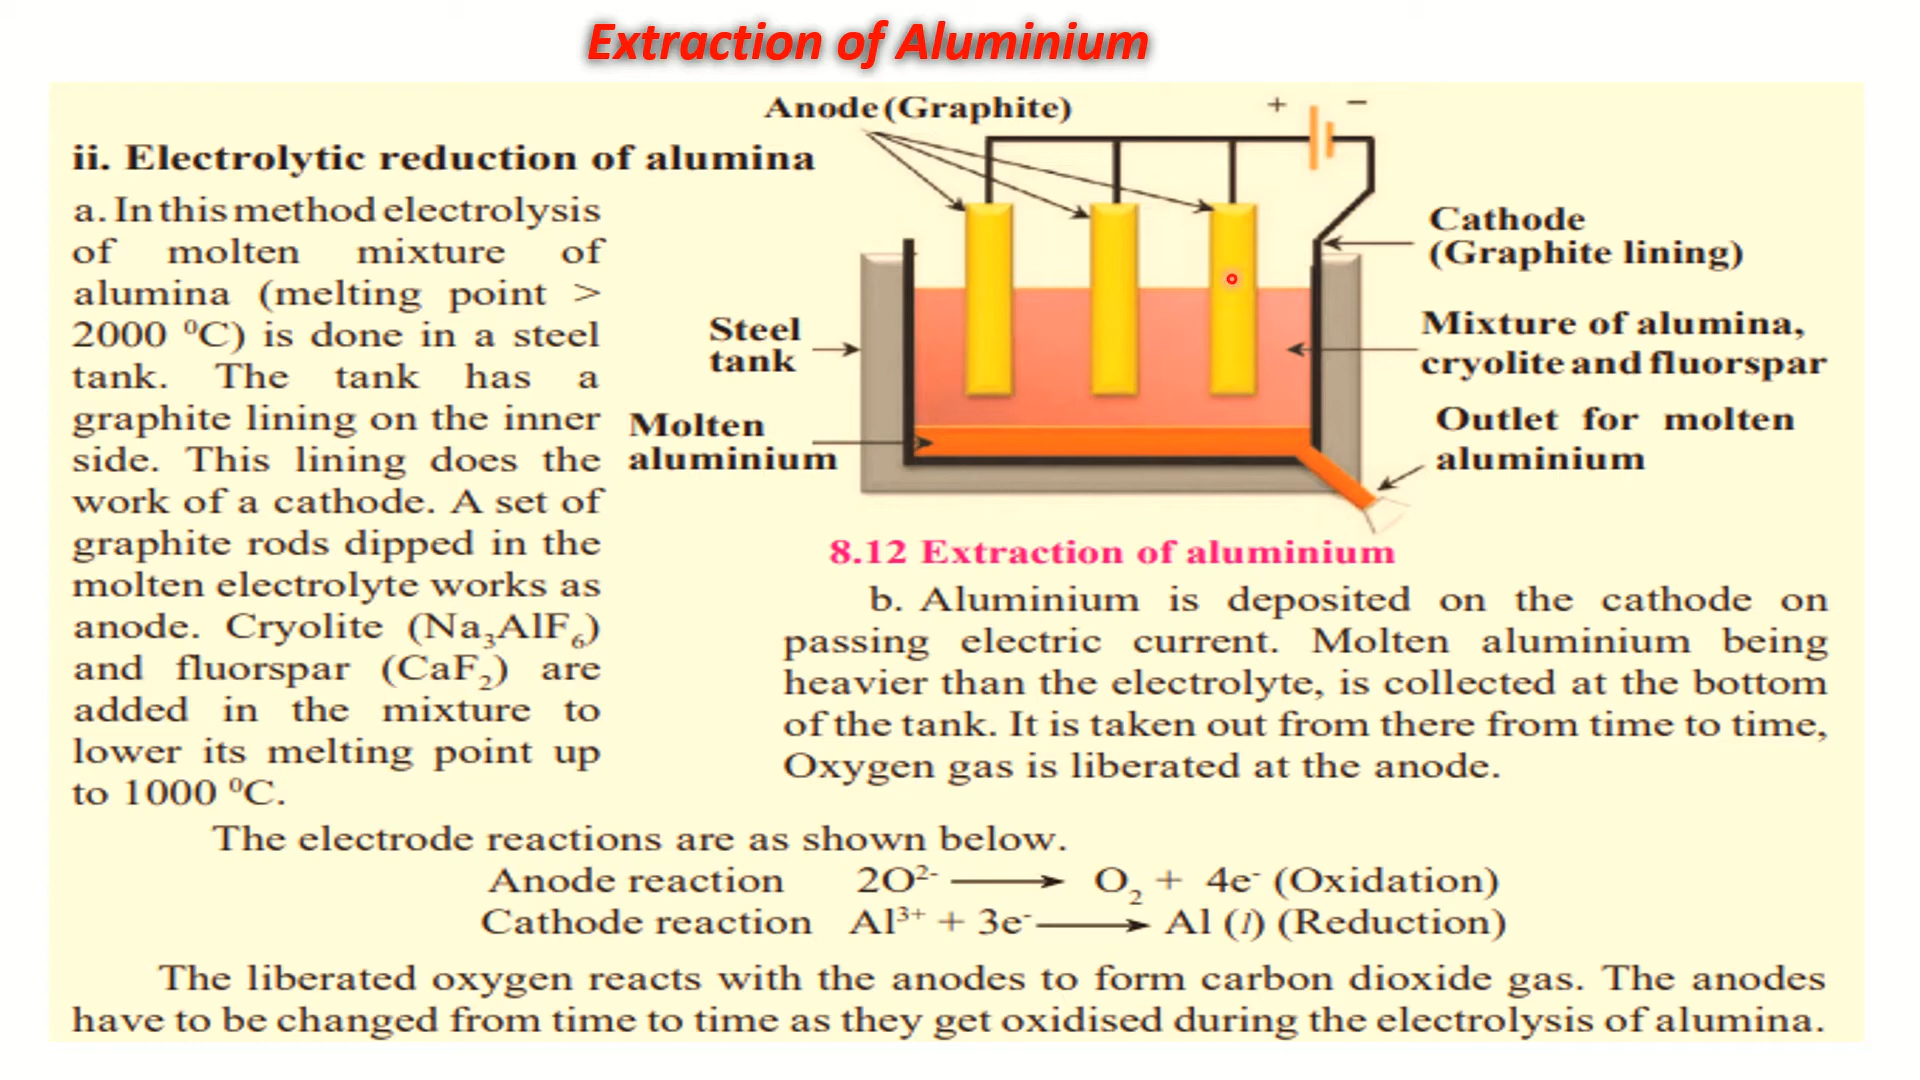 Extraction of Aluminium
Anode (Graphite)
+ −
ii. Electrolytic reduction of alumina
a. In this method electrolysis
of molten mixture of
alumina (melting point >
2000 ⁰C) is done in a steel
tank. The tank has a
graphite lining on the inner
side. This lining does the
work of a cathode. A set of
graphite rods dipped in the
molten electrolyte works as
anode. Cryolite (Na₃AlF₆)
and fluorspar (CaF₂) are
added in the mixture to
lower its melting point up
to 1000 ⁰C.
Cathode
(Graphite lining)
Steel
tank
Mixture of alumina,
cryolite and fluorspar
Molten
aluminium
Outlet for molten
aluminium
8.12 Extraction of aluminium
b. Aluminium is deposited on the cathode on
passing electric current. Molten aluminium being
heavier than the electrolyte, is collected at the bottom
of the tank. It is taken out from there from time to time,
Oxygen gas is liberated at the anode.
The electrode reactions are as shown below.
Anode reaction 2O²⁻ ⟶ O₂ + 4e⁻ (Oxidation)
Cathode reaction Al³⁺ + 3e⁻ ⟶ Al (l) (Reduction)
The liberated oxygen reacts with the anodes to form carbon dioxide gas. The anodes
have to be changed from time to time as they get oxidised during the electrolysis of alumina.